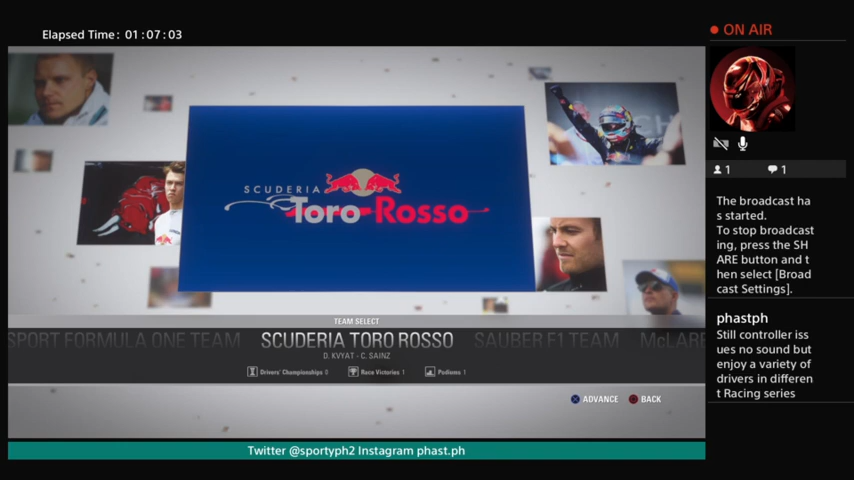 Elapsed Time: 01:07:03
ON AIR
SCUDERIA
Toro Rosso
1
1
The broadcast ha
s started.
To stop broadcast
ing, press the SH
ARE button and t
hen select [Broad
cast Settings].
phastph
Still controller iss
ues no sound but
enjoy a variety of
drivers in differen
t Racing series
TEAM SELECT
SPORT FORMULA ONE TEAM SCUDERIA TORO ROSSO SAUBER F1 TEAM McLARE
D. KVYAT - C. SAINZ
Drivers' Championships 0 Race Victories 1 Podiums 1
ADVANCE BACK
Twitter @sportyph2 Instagram phast.ph